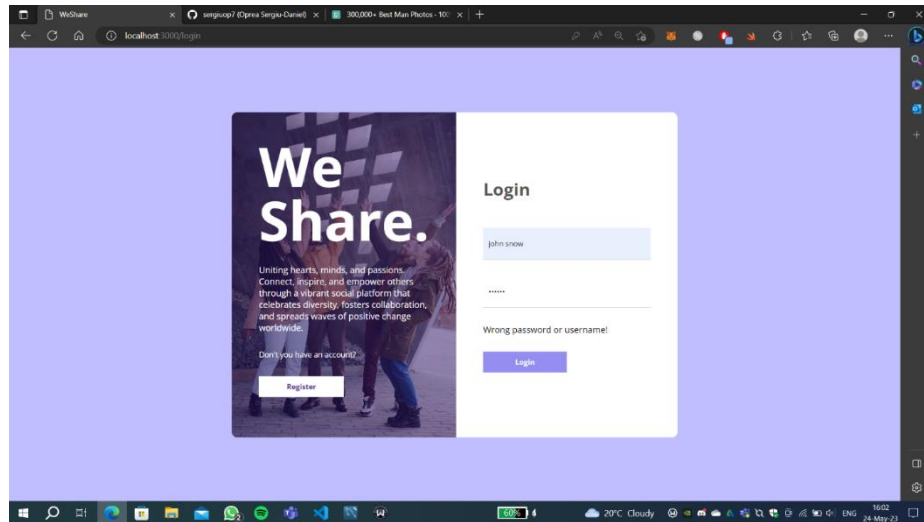 WeShare
sergiuop7 (Oprea Sergiu-Daniel)
300,000+ Best Man Photos · 100
localhost:3000/login
We
Share.
Uniting hearts, minds, and passions.
Connect, inspire, and empower others
through a vibrant social platform that
celebrates diversity, fosters collaboration,
and spreads waves of positive change
worldwide.
Don't you have an account?
Register
Login
john snow
Wrong password or username!
Login
60%
20°C Cloudy
ENG
16:02
24-May-23